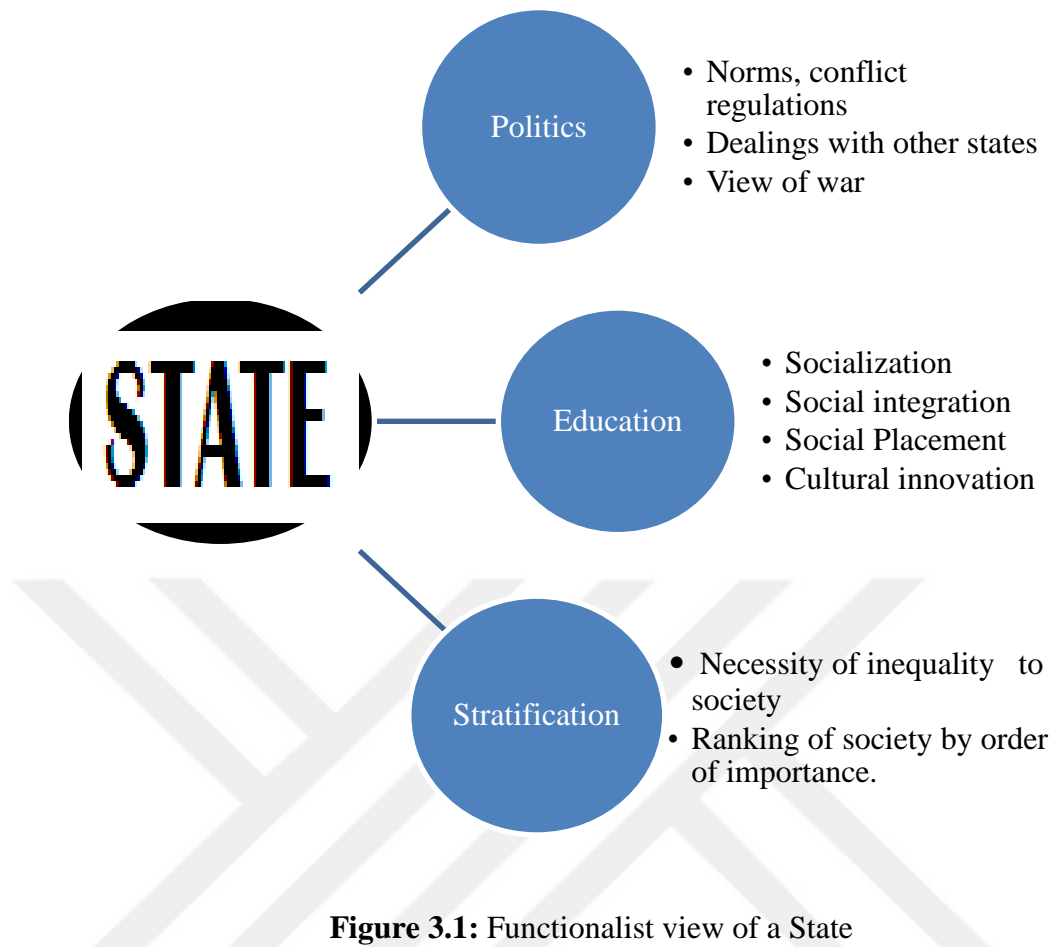 Politics
• Norms, conflict
regulations
• Dealings with other states
• View of war
STATE
Education
• Socialization
• Social integration
• Social Placement
• Cultural innovation
Stratification
• Necessity of inequality to
society
• Ranking of society by order
of importance.
Figure 3.1: Functionalist view of a State